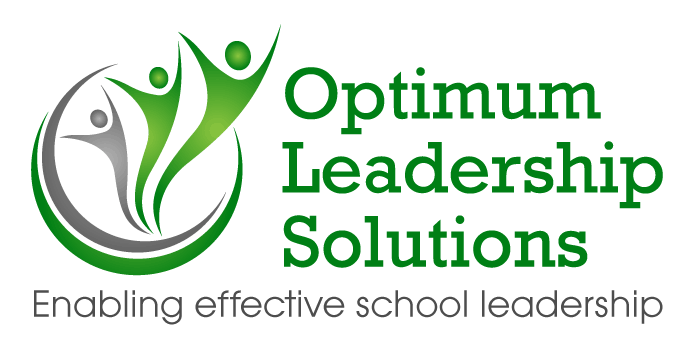 Optimum
Leadership
Solutions
Enabling effective school leadership